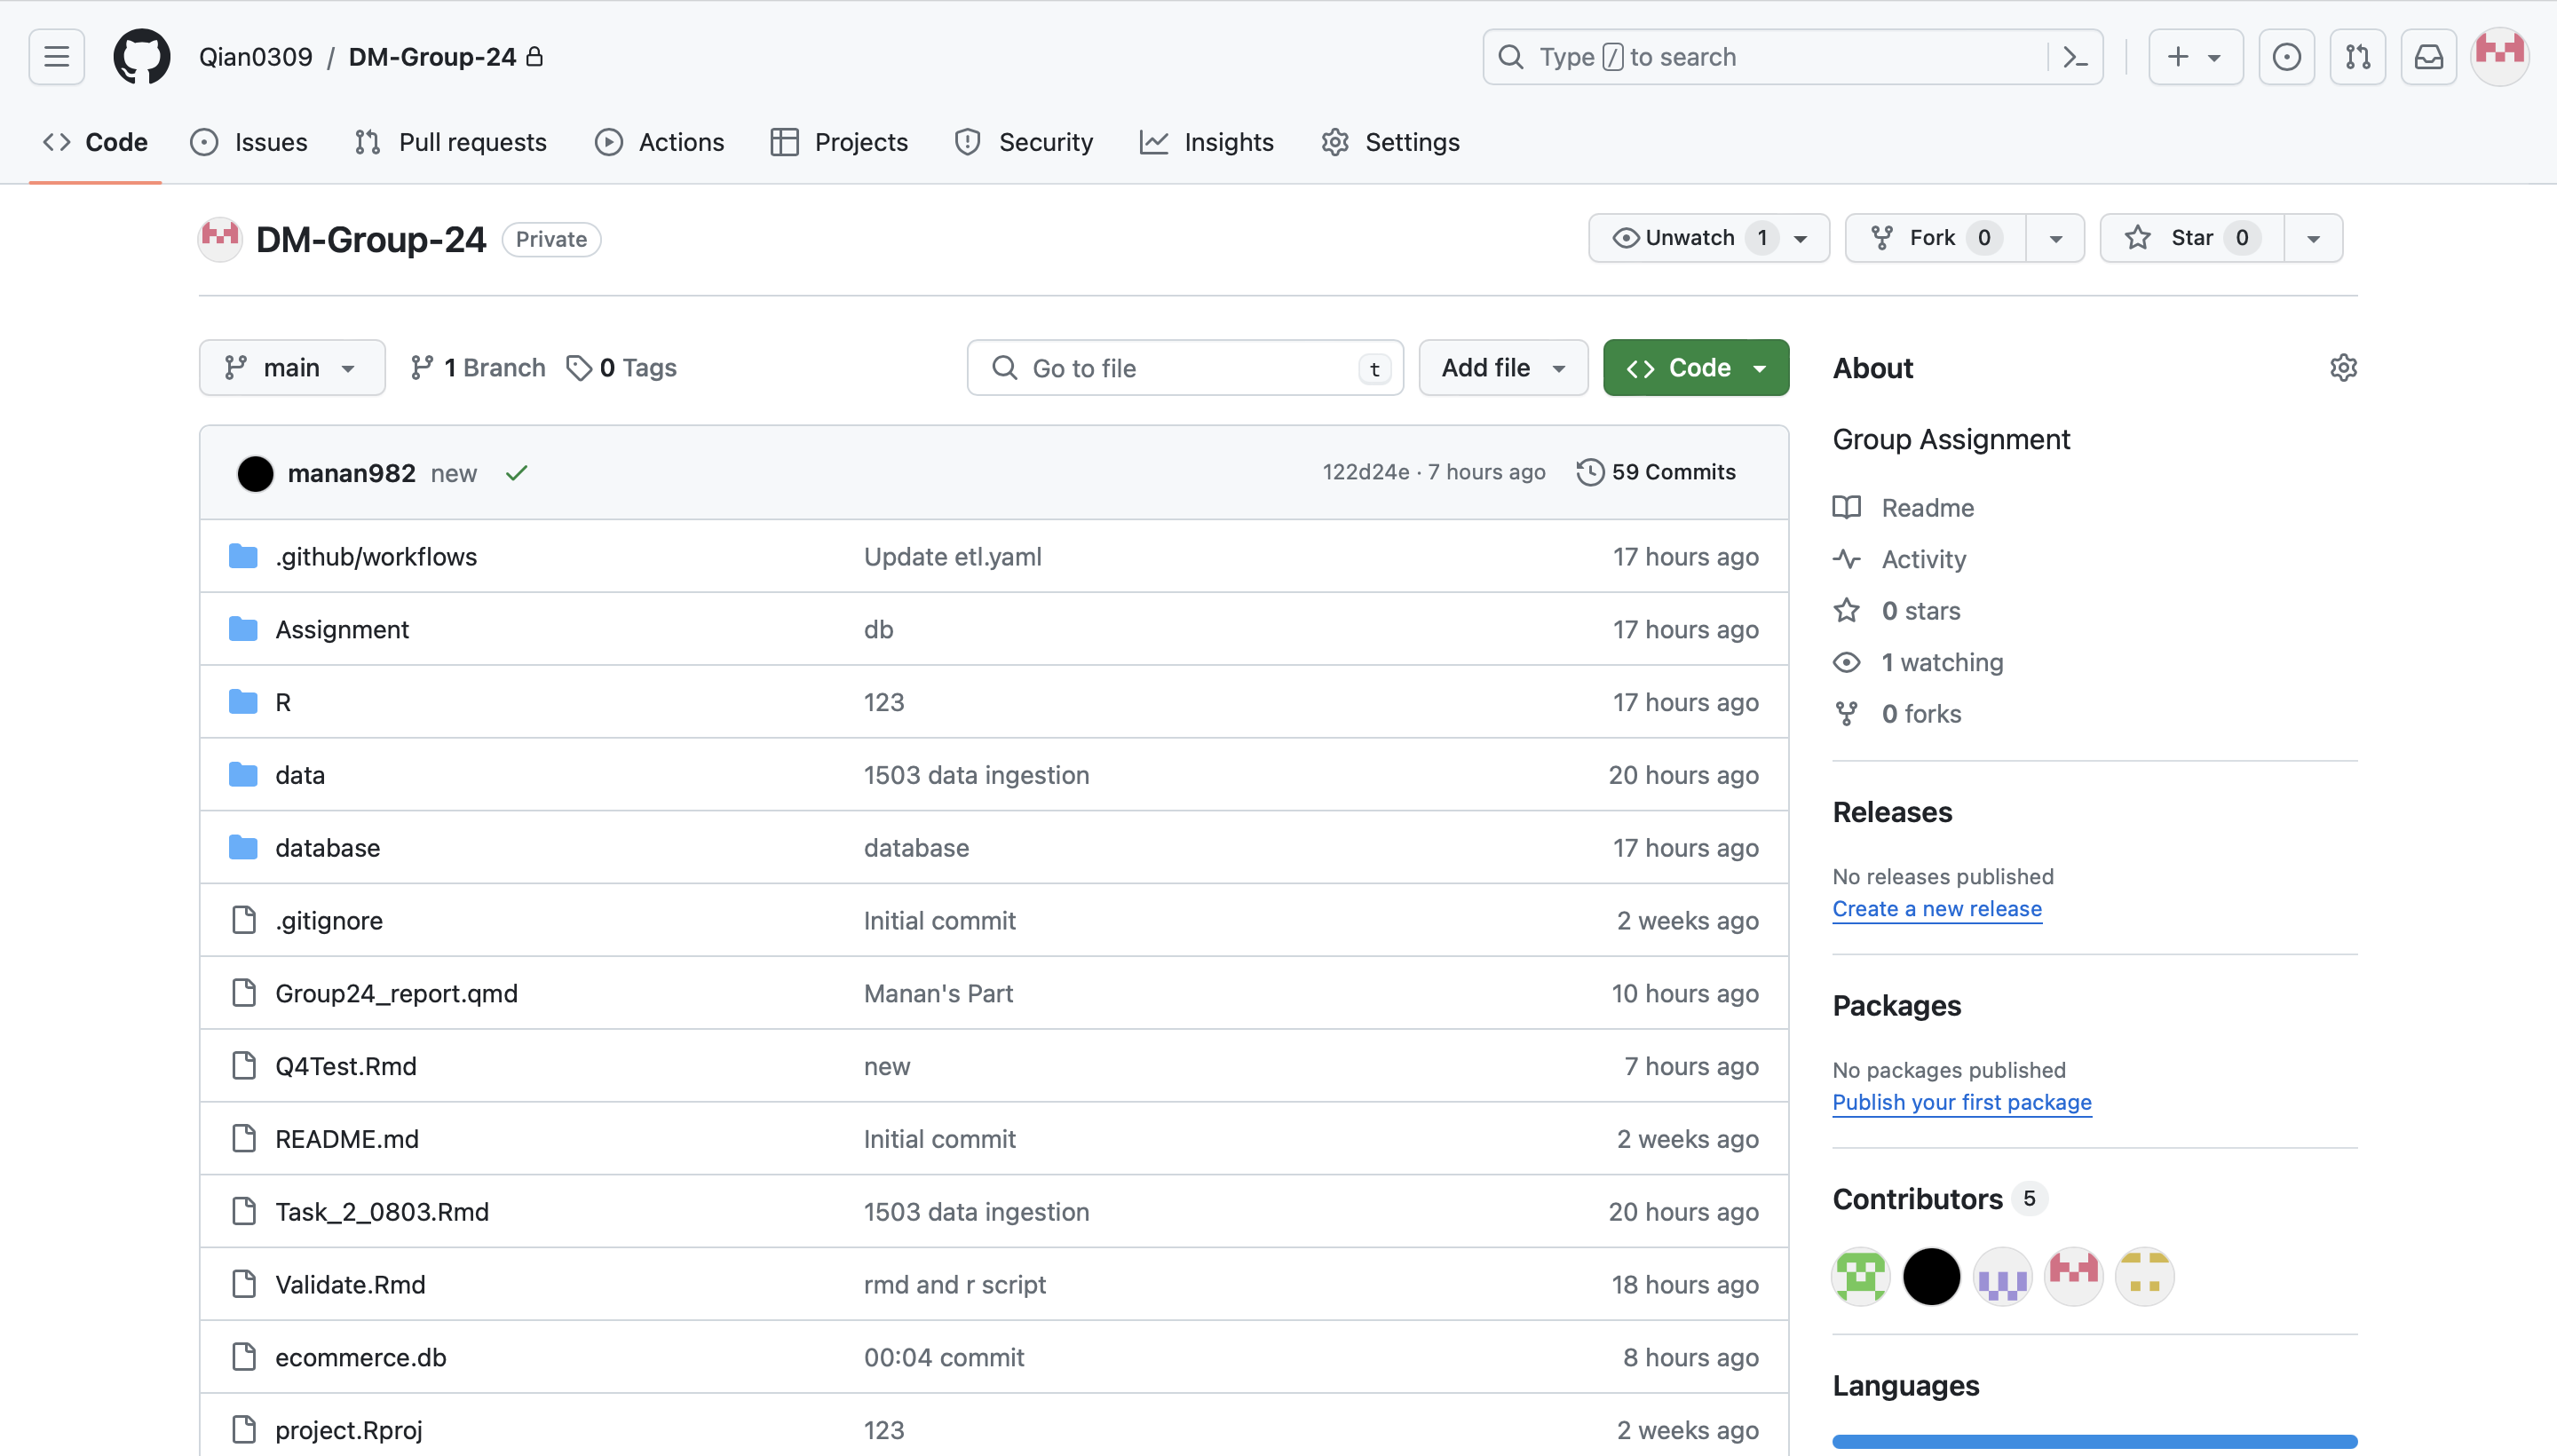 Qian0309 / DM-Group-24
Type / to search
Code
Issues
Pull requests
Actions
Projects
Security
Insights
Settings
DM-Group-24 Private
Unwatch 1
Fork 0
Star 0
main
1 Branch
0 Tags
Go to file t
Add file
Code
manan982 new
122d24e · 7 hours ago
59 Commits
.github/workflows Update etl.yaml 17 hours ago
Assignment db 17 hours ago
R 123 17 hours ago
data 1503 data ingestion 20 hours ago
database database 17 hours ago
.gitignore Initial commit 2 weeks ago
Group24_report.qmd Manan's Part 10 hours ago
Q4Test.Rmd new 7 hours ago
README.md Initial commit 2 weeks ago
Task_2_0803.Rmd 1503 data ingestion 20 hours ago
Validate.Rmd rmd and r script 18 hours ago
ecommerce.db 00:04 commit 8 hours ago
project.Rproj 123 2 weeks ago
About
Group Assignment
Readme
Activity
0 stars
1 watching
0 forks
Releases
No releases published
Create a new release
Packages
No packages published
Publish your first package
Contributors 5
Languages